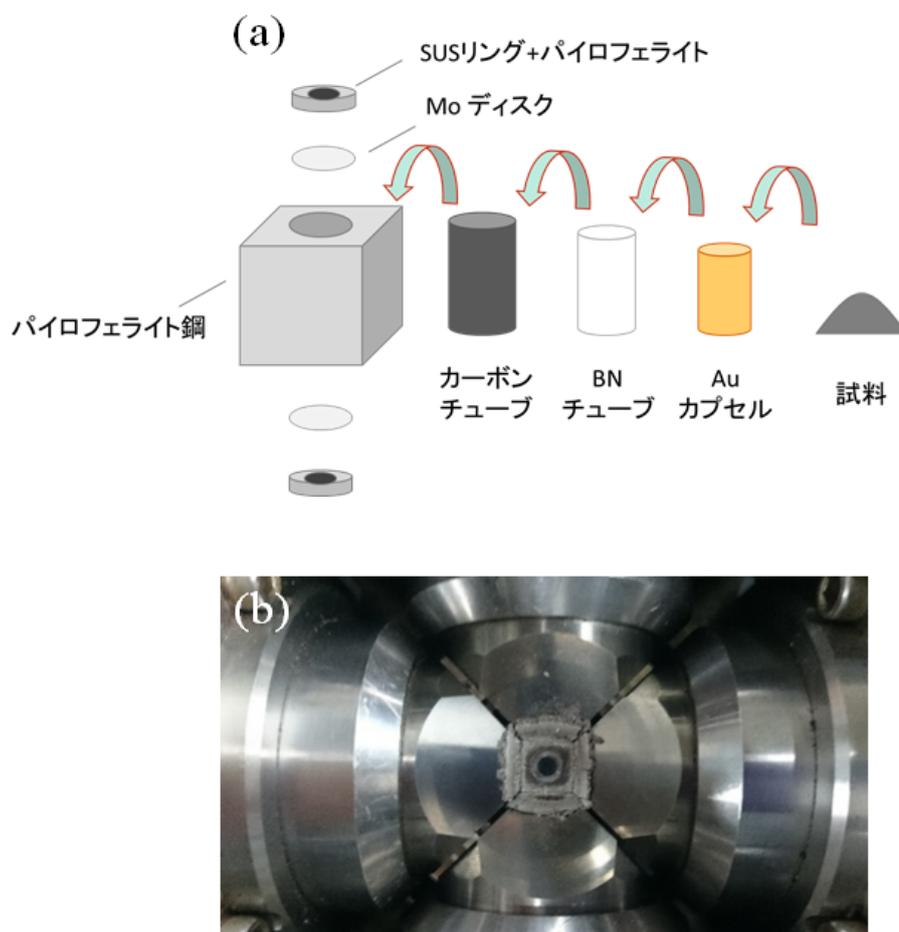 (a)
SUSリング+パイロフェライト
Mo ディスク
パイロフェライト鋼
カーボン
チューブ
BN
チューブ
Au
カプセル
試料
(b)